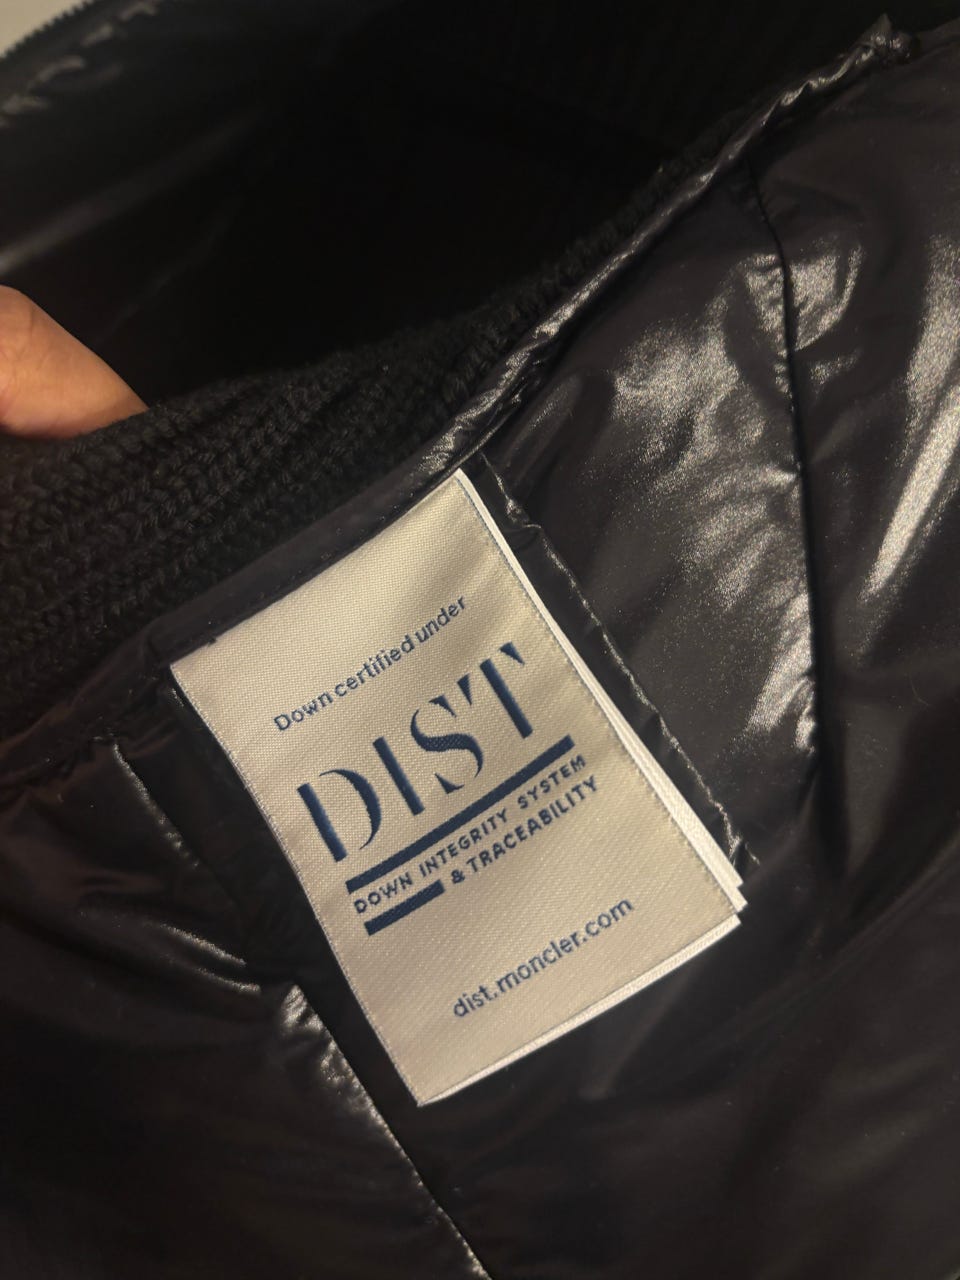 Down certified under
DIST
DOWN INTEGRITY SYSTEM
& TRACEABILITY
dist.moncler.com